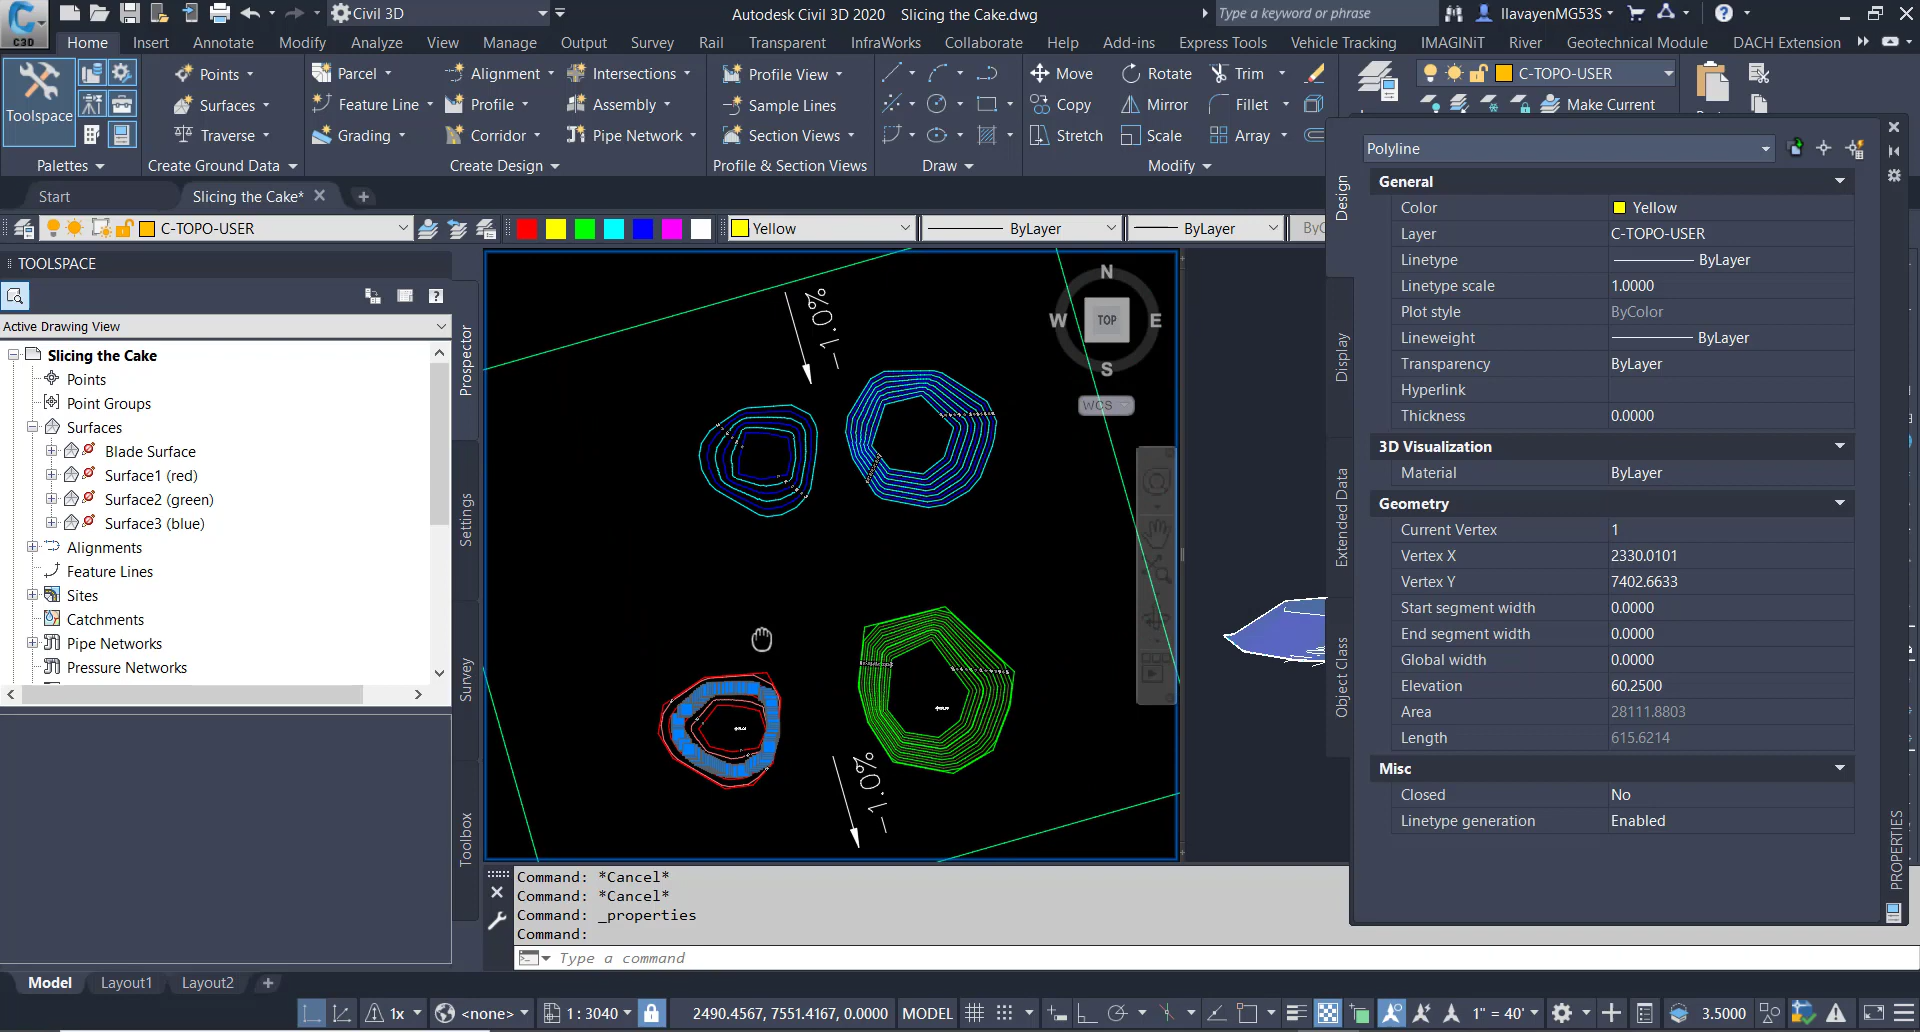 Civil 3D
Autodesk Civil 3D 2020 Slicing the Cake.dwg
Type a keyword or phrase
IlavayenMG53S
C3D
Home Insert Annotate Modify Analyze View Manage Output Survey Rail Transparent InfraWorks Collaborate Help Add-ins Express Tools Vehicle Tracking IMAGINiT River Geotechnical Module DACH Extension
Toolspace
Points
Surfaces
Traverse
Parcel
Feature Line
Grading
Alignment
Profile
Corridor
Intersections
Assembly
Pipe Network
Profile View
Sample Lines
Section Views
Move
Copy
Stretch
Rotate
Mirror
Scale
Trim
Fillet
Array
C-TOPO-USER
Make Current
Palettes
Create Ground Data
Create Design
Profile & Section Views
Draw
Modify
Start
Slicing the Cake*
C-TOPO-USER
Yellow
ByLayer
ByLayer
TOOLSPACE
Active Drawing View
Slicing the Cake
Points
Point Groups
Surfaces
Blade Surface
Surface1 (red)
Surface2 (green)
Surface3 (blue)
Alignments
Feature Lines
Sites
Catchments
Pipe Networks
Pressure Networks
Prospector
Settings
Survey
Toolbox
-1.0%
-1.0%
N
W
TOP
E
S
WCS
Polyline
Design
Display
Extended Data
Object Class
General
Color Yellow
Layer C-TOPO-USER
Linetype ByLayer
Linetype scale 1.0000
Plot style ByColor
Lineweight ByLayer
Transparency ByLayer
Hyperlink
Thickness 0.0000
3D Visualization
Material ByLayer
Geometry
Current Vertex 1
Vertex X 2330.0101
Vertex Y 7402.6633
Start segment width 0.0000
End segment width 0.0000
Global width 0.0000
Elevation 60.2500
Area 28111.8803
Length 615.6214
Misc
Closed No
Linetype generation Enabled
PROPERTIES
Command: *Cancel*
Command: *Cancel*
Command: _properties
Command:
Type a command
Model Layout1 Layout2
1x
<none>
1 : 3040
2490.4567, 7551.4167, 0.0000
MODEL
1" = 40'
3.5000